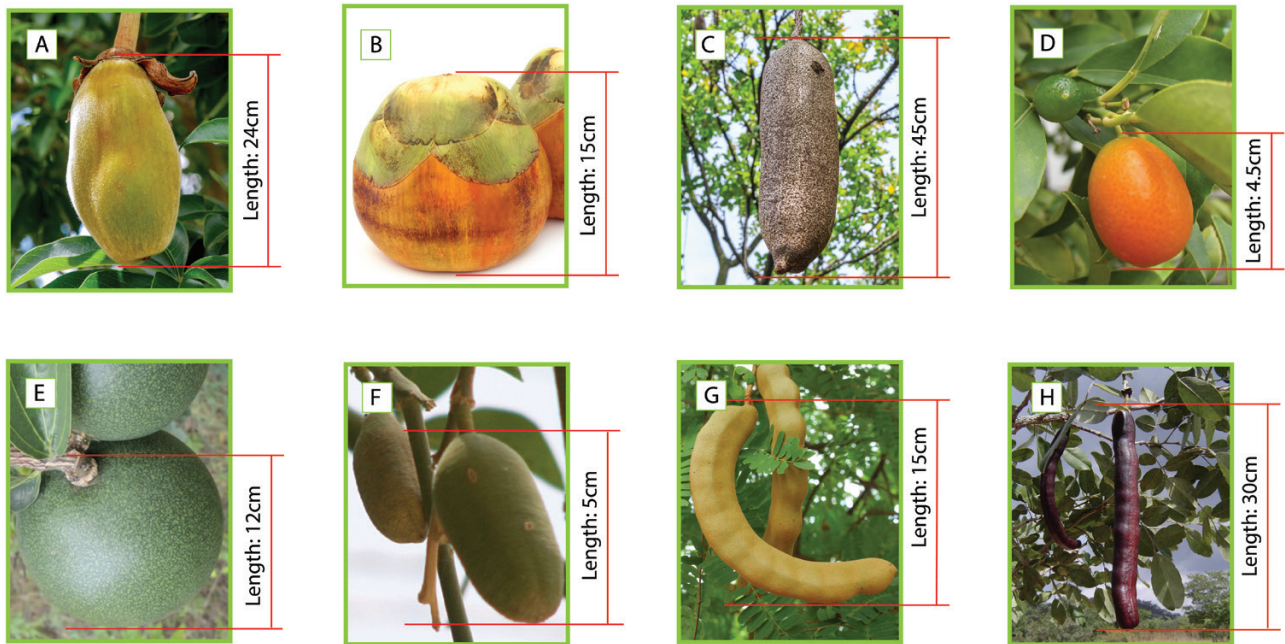 A
Length: 24cm
B
Length: 15cm
C
Length: 45cm
D
Length: 4.5cm
E
Length: 12cm
F
Length: 5cm
G
Length: 15cm
H
Length: 30cm